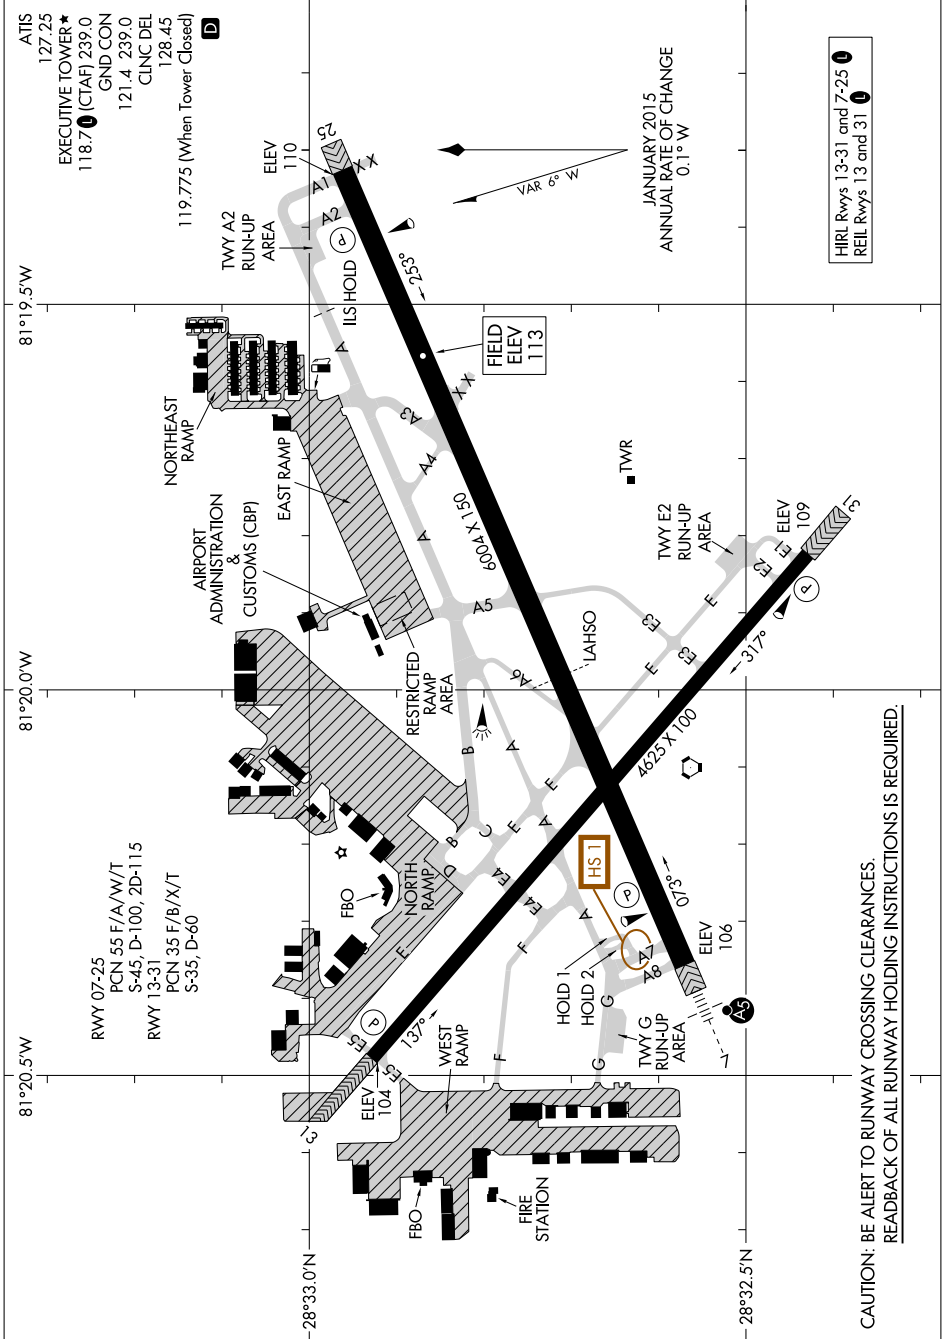 ATIS
127.25
EXECUTIVE TOWER★
118.7 L (CTAF) 239.0
GND CON
121.4 239.0
CLNC DEL
128.45
119.775 (When Tower Closed)
D
RWY 07-25
PCN 55 F/A/W/T
S-45, D-100, 2D-115
RWY 13-31
PCN 35 F/B/X/T
S-35, D-60
81°20.5'W
81°20.0'W
81°19.5'W
28°33.0'N
28°32.5'N
JANUARY 2015
ANNUAL RATE OF CHANGE
0.1° W
VAR 6° W
HIRL Rwys 13-31 and 7-25 L
REIL Rwys 13 and 31 L
NORTHEAST
RAMP
AIRPORT
ADMINISTRATION
&
CUSTOMS (CBP)
EAST RAMP
TWY A2
RUN-UP
AREA
ELEV
110
25
A1
X X
A2
P
ILS HOLD
253°
A
FIELD
ELEV
113
X X
A3
A4
A
6004 X 150
TWR
A5
RESTRICTED
RAMP
AREA
LAHSO
A6
TWY E2
RUN-UP
AREA
ELEV
109
31
E1
E2
P
E
E3
E
E3
317°
4625 X 100
B
A
E
A
E
C
B
D
E4
E4
NORTH
RAMP
FBO
E
F
HS 1
A
P
073°
ELEV
106
A7
A8
HOLD 1
HOLD 2
G
TWY G
RUN-UP
AREA
G
7
A5
F
WEST
RAMP
137°
P
E5
E5
ELEV
104
13
FBO
FIRE
STATION
CAUTION: BE ALERT TO RUNWAY CROSSING CLEARANCES.
READBACK OF ALL RUNWAY HOLDING INSTRUCTIONS IS REQUIRED.